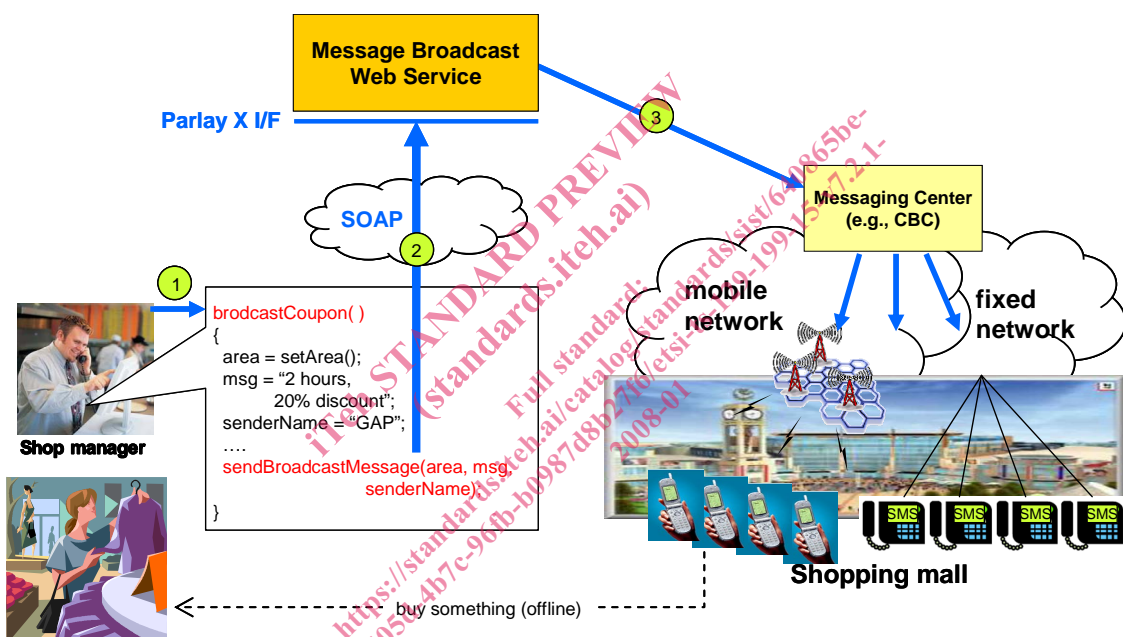 Message Broadcast
Web Service
Parlay X I/F
3
Messaging Center
(e.g., CBC)
SOAP
2
1
mobile
network
fixed
network
brodcastCoupon( )
{
area = setArea();
msg = “2 hours,
20% discount”;
senderName = “GAP”;
....
sendBroadcastMessage(area, msg,
senderName);
}
Shop manager
SMS
SMS
SMS
SMS
Shopping mall
buy something (offline)
iTeh STANDARD PREVIEW
(standards.iteh.ai)
Full standard:
2008-01